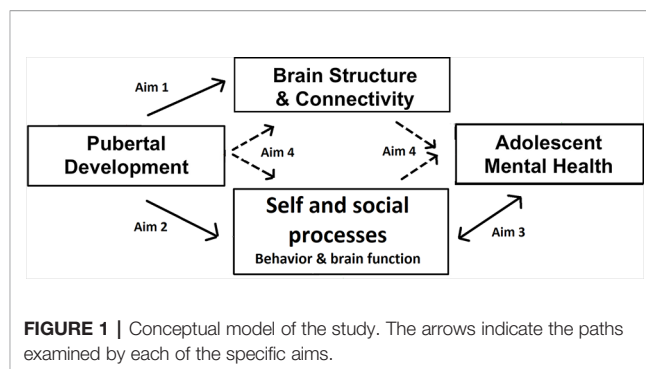 Aim 1
Brain Structure
& Connectivity
Pubertal
Development
Aim 4
Aim 4
Adolescent
Mental Health
Aim 2
Self and social
processes
Behavior & brain function
Aim 3
FIGURE 1 | Conceptual model of the study. The arrows indicate the paths
examined by each of the specific aims.